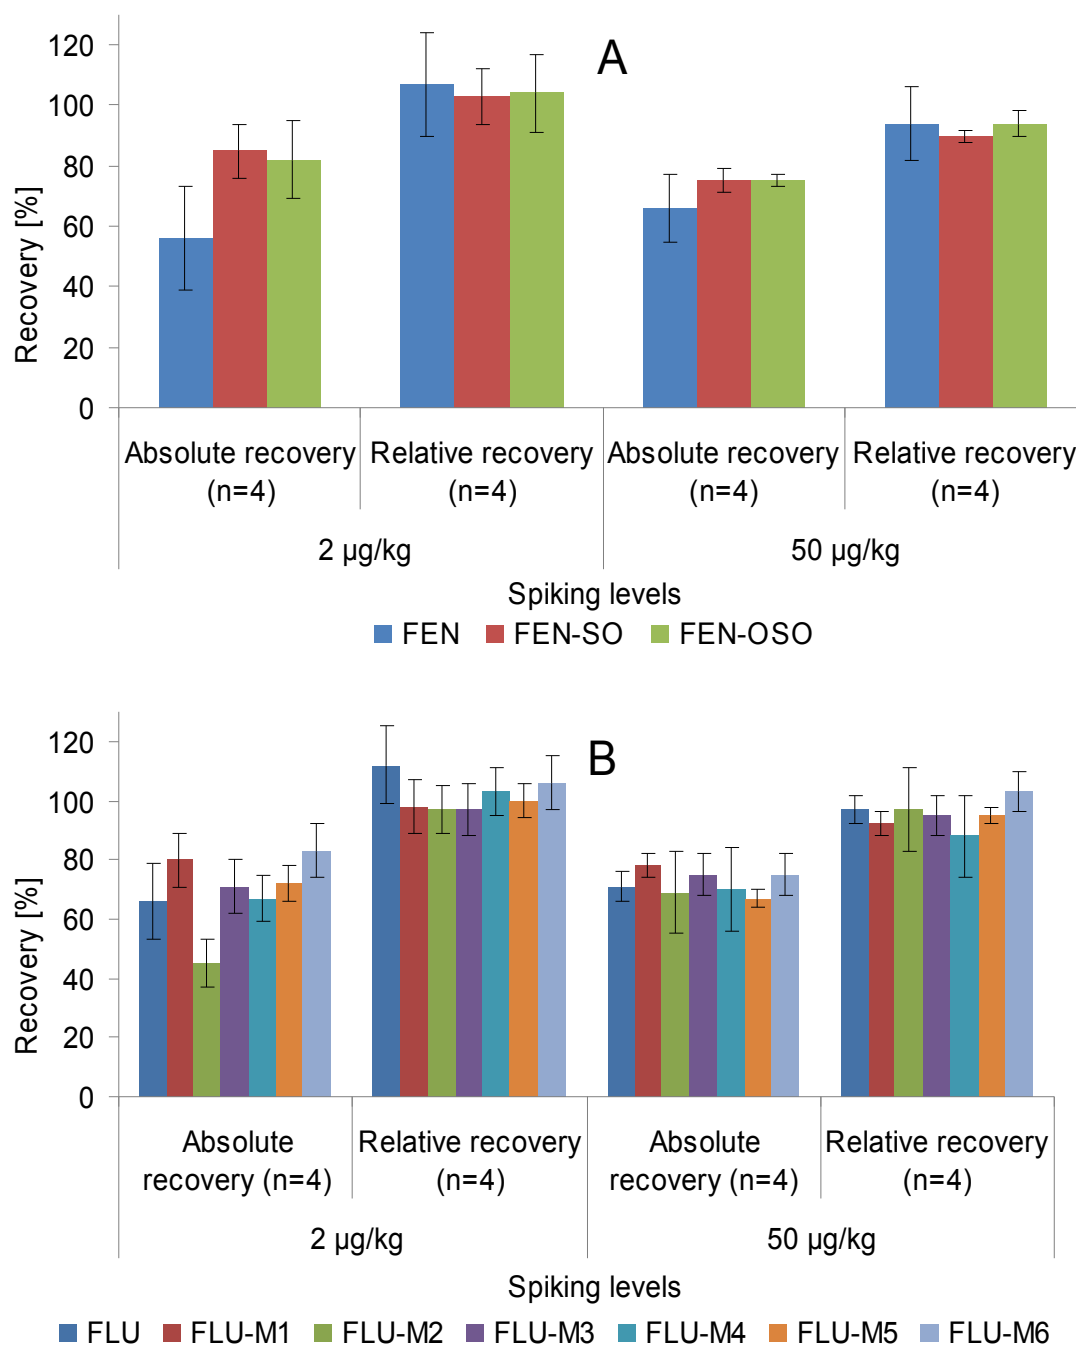 A
Recovery [%]
120
100
80
60
40
20
0
Absolute recovery (n=4)
Relative recovery (n=4)
Absolute recovery (n=4)
Relative recovery (n=4)
2 µg/kg
50 µg/kg
Spiking levels
FEN FEN-SO FEN-OSO
B
Recovery [%]
120
100
80
60
40
20
0
Absolute recovery (n=4)
Relative recovery (n=4)
Absolute recovery (n=4)
Relative recovery (n=4)
2 µg/kg
50 µg/kg
Spiking levels
FLU FLU-M1 FLU-M2 FLU-M3 FLU-M4 FLU-M5 FLU-M6